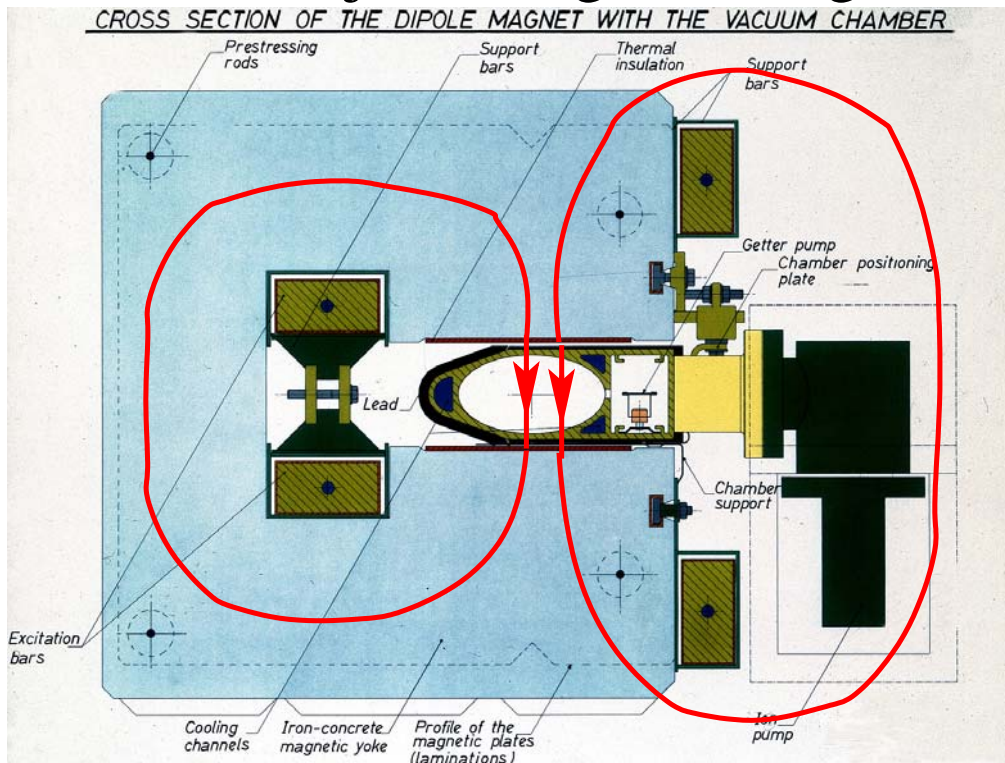 CROSS SECTION OF THE DIPOLE MAGNET WITH THE VACUUM CHAMBER
Prestressing
rods
Support
bars
Thermal
insulation
Support
bars
Getter pump
Chamber positioning
plate
Lead
Chamber
support
Excitation
bars
Cooling
channels
Iron-concrete
magnetic yoke
Profile of the
magnetic plates
(laminations)
Ion
pump